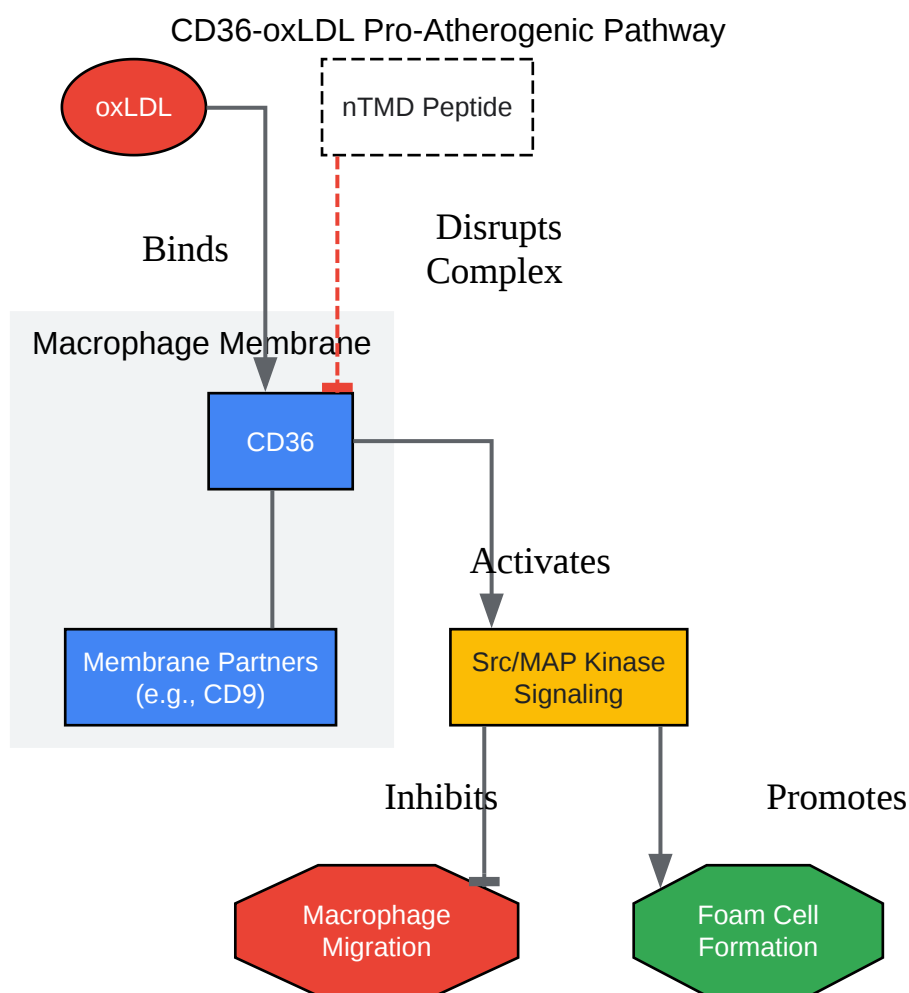 CD36-oxLDL Pro-Atherogenic Pathway
oxLDL
nTMD Peptide
Binds
Disrupts
Complex
Macrophage Membrane
CD36
Activates
Membrane Partners
(e.g., CD9)
Src/MAP Kinase
Signaling
Inhibits
Promotes
Macrophage
Migration
Foam Cell
Formation